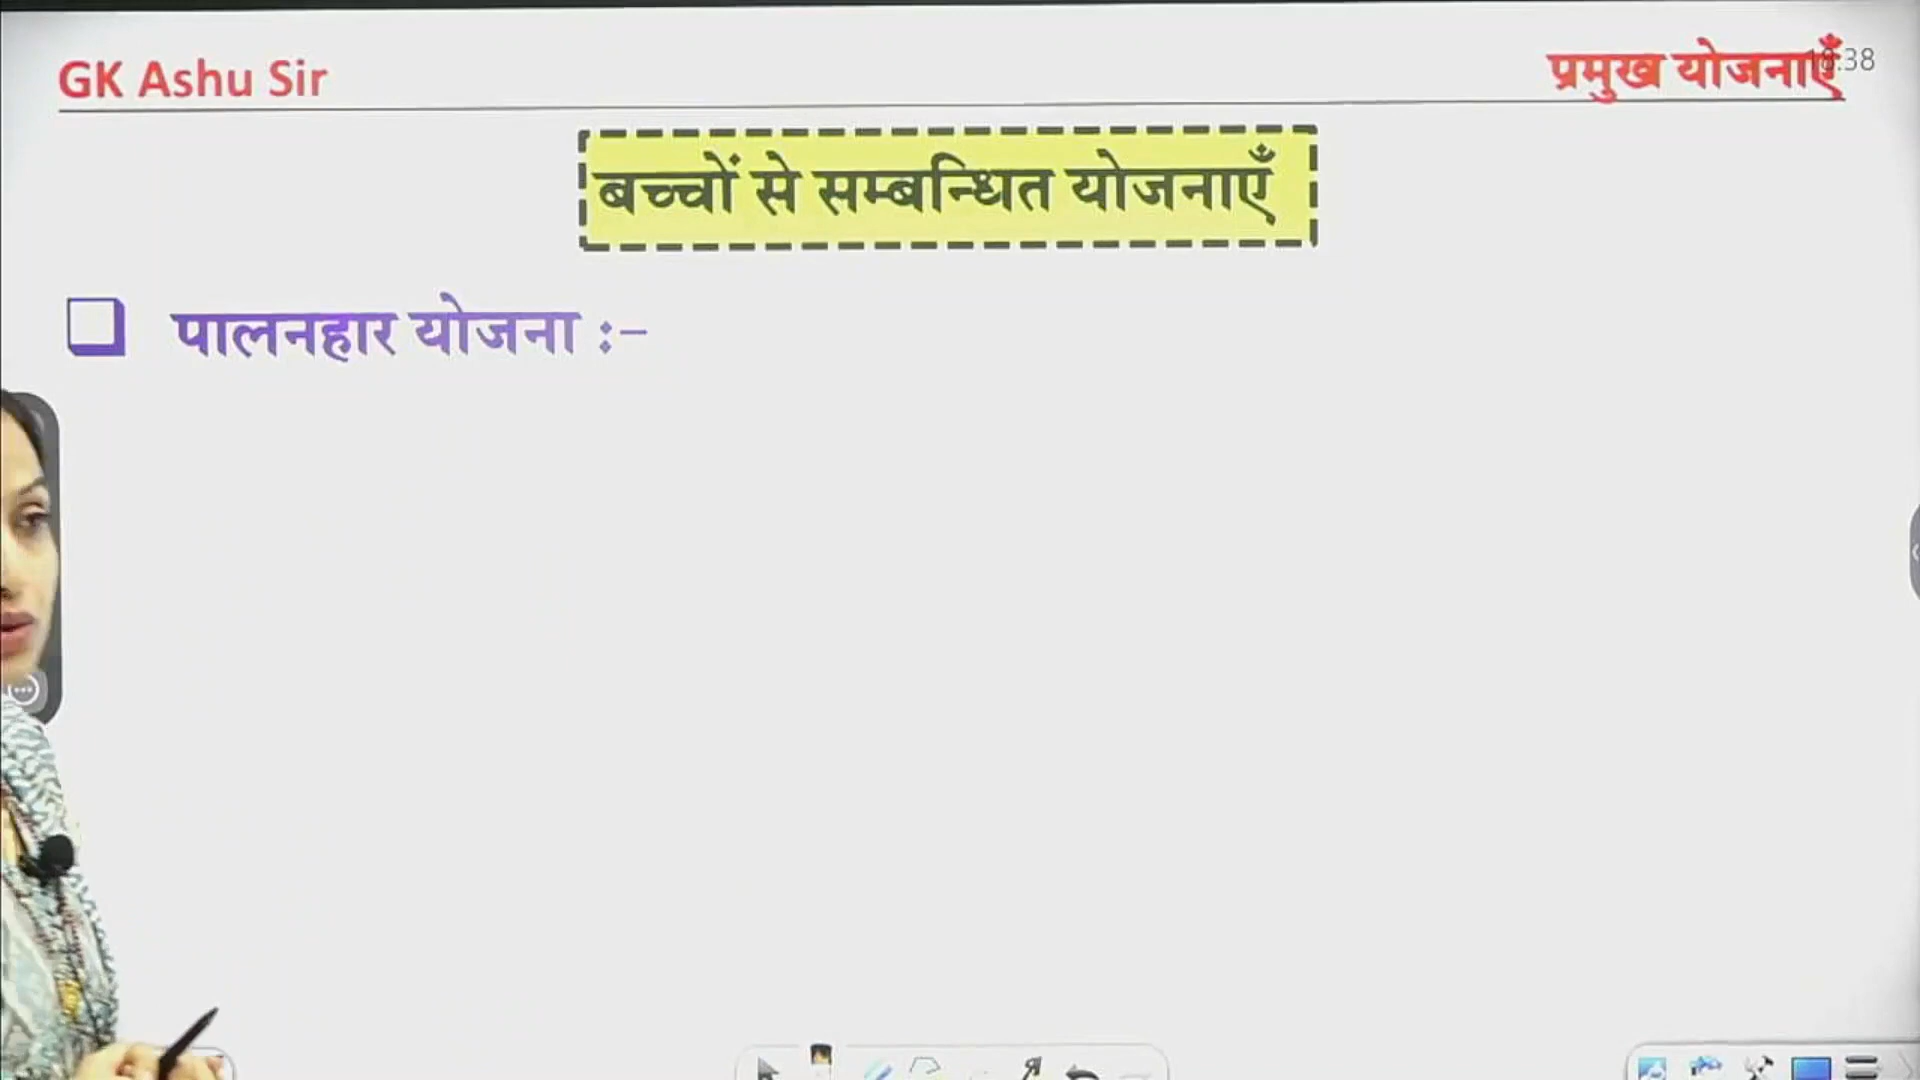 GK Ashu Sir
प्रमुख योजनाएँ
बच्चों से सम्बन्धित योजनाएँ
पालनहार योजना :–